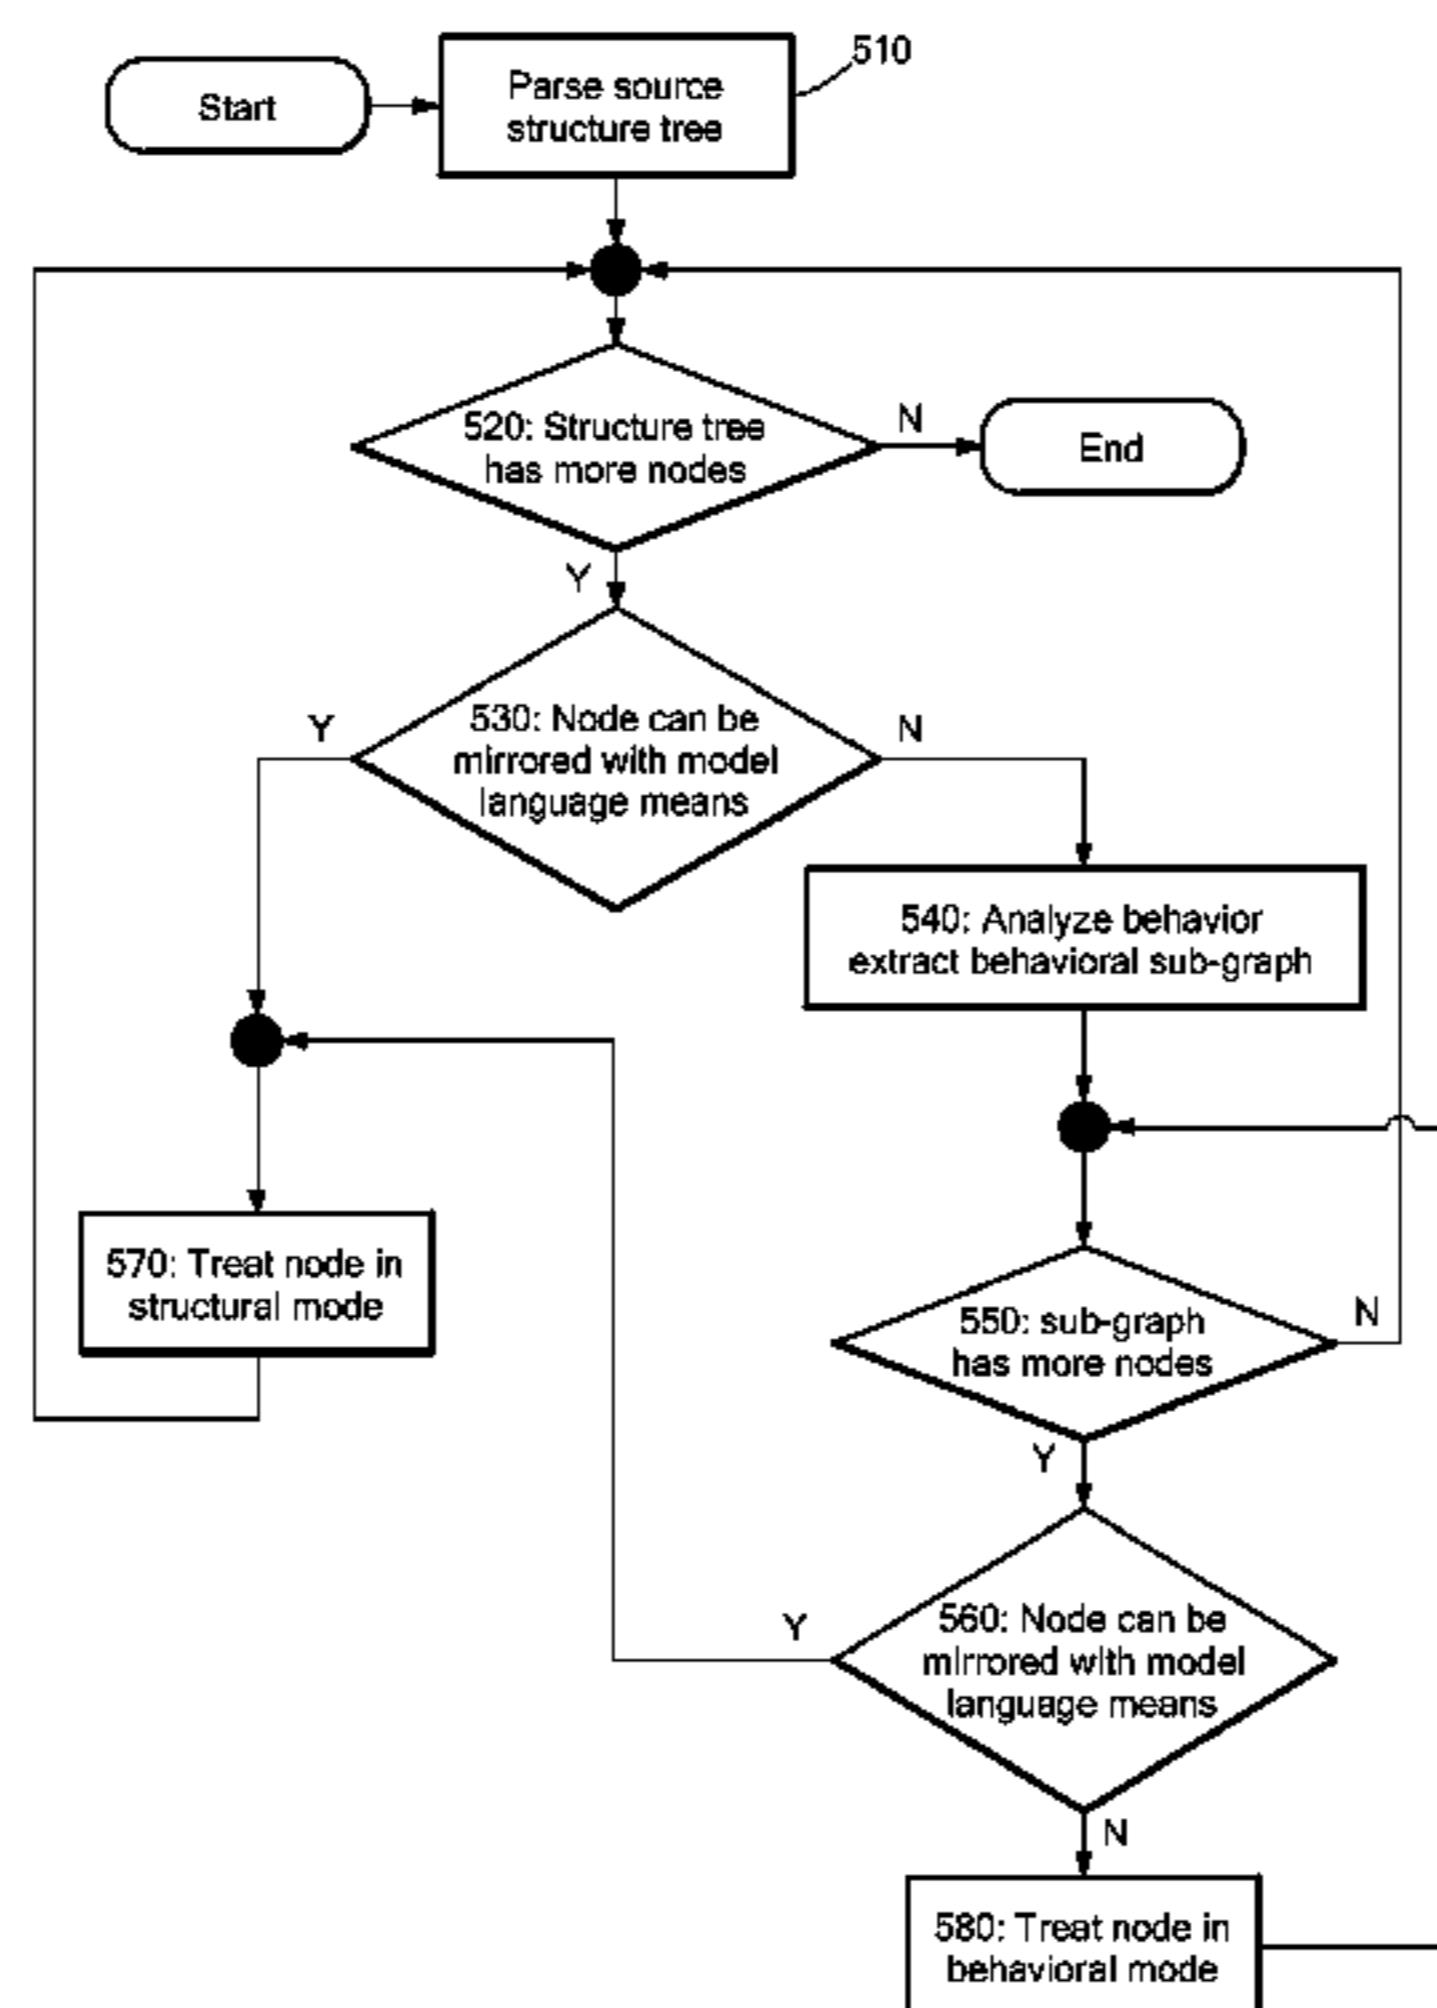 510
Start
Parse source
structure tree
520: Structure tree
has more nodes
N
End
Y
530: Node can be
mirrored with model
language means
Y
N
540: Analyze behavior
extract behavioral sub-graph
570: Treat node in
structural mode
550: sub-graph
has more nodes
N
Y
560: Node can be
mirrored with model
language means
Y
N
580: Treat node in
behavioral mode